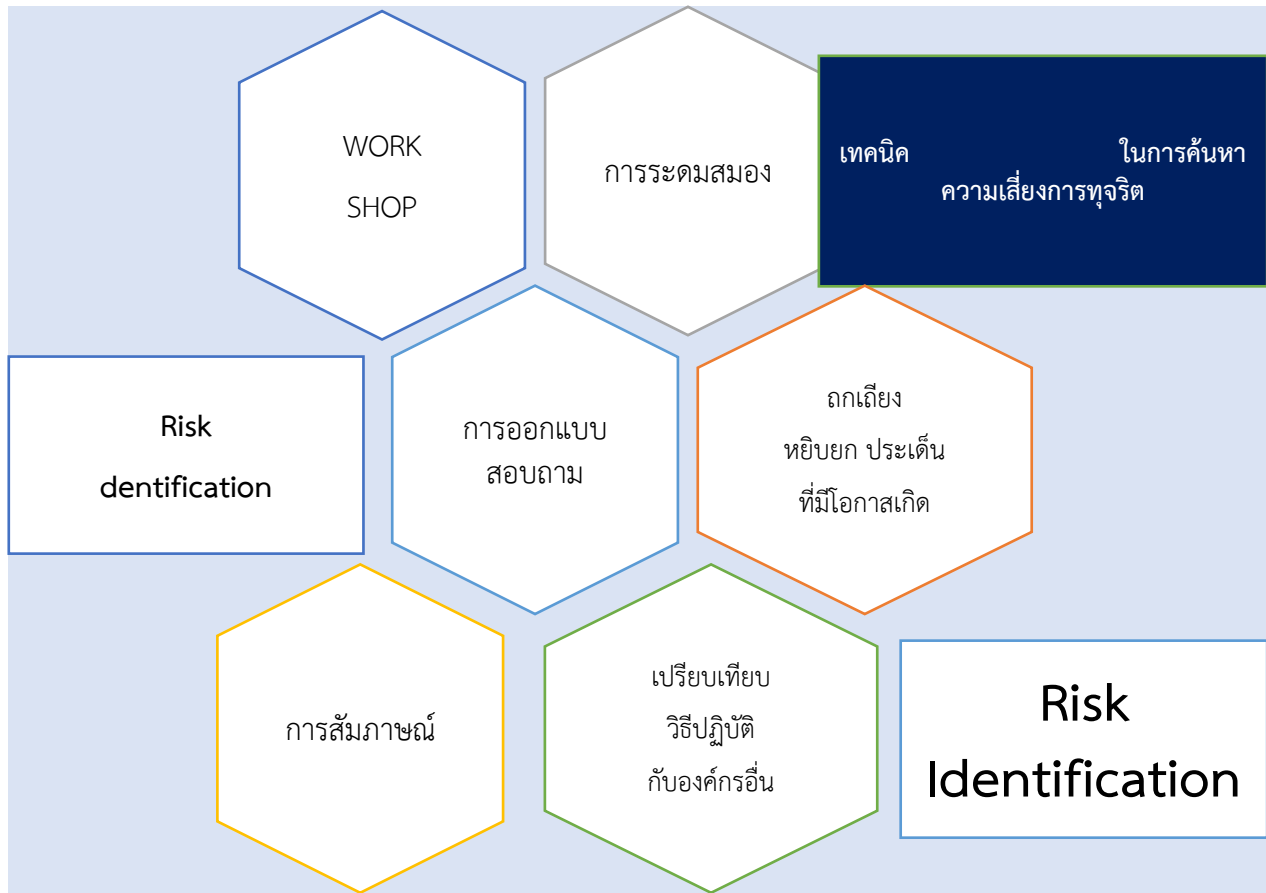 WORK
SHOP
การระดมสมอง
เทคนิค ในการค้นหา
ความเสี่ยงการทุจริต
Risk
dentification
การออกแบบ
สอบถาม
ถกเถียง
หยิบยก ประเด็น
ที่มีโอกาสเกิด
การสัมภาษณ์
เปรียบเทียบ
วิธีปฏิบัติ
กับองค์กรอื่น
Risk
Identification